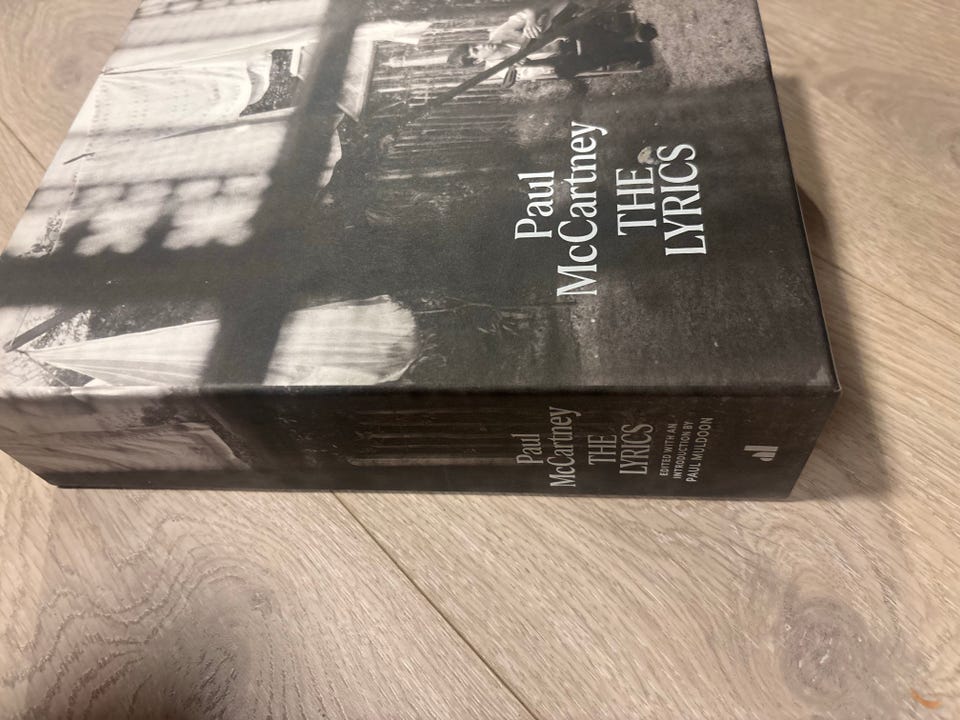 Paul
McCartney
THE
LYRICS
Paul
McCartney
THE
LYRICS
EDITED WITH AN
INTRODUCTION BY
PAUL MULDOON